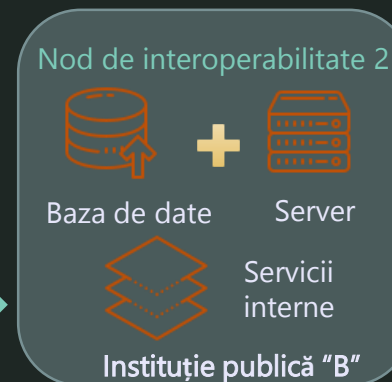 Nod de interoperabilitate 2
Baza de date
Server
Servicii
interne
Instituție publică “B”